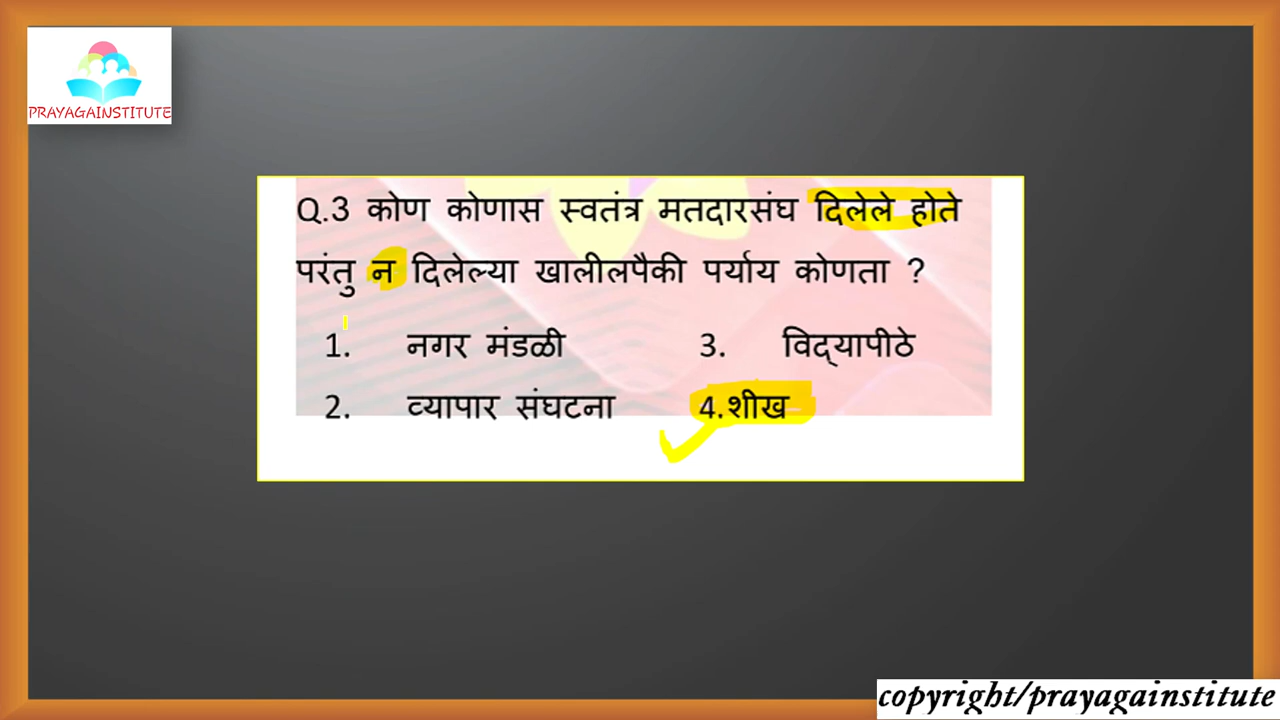 PRAYAGAINSTITUTE
Q.3 कोण कोणास स्वतंत्र मतदारसंघ दिलेले होते
परंतु न दिलेल्या खालीलपैकी पर्याय कोणता ?
1. नगर मंडळी 3. विद्‌यापीठे
2. व्यापार संघटना 4.शीख
copyright/prayagainstitute